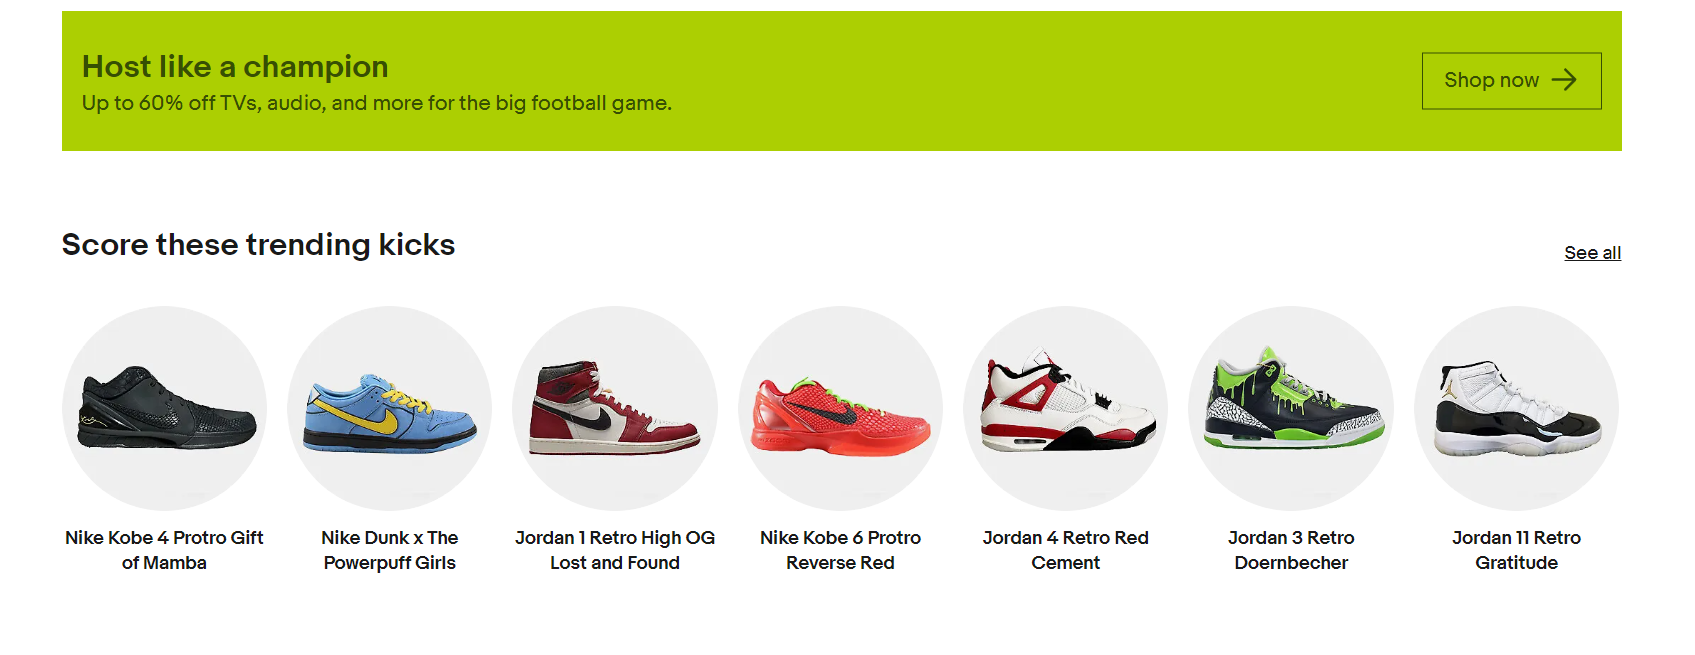 Host like a champion
Up to 60% off TVs, audio, and more for the big football game.
Shop now
Score these trending kicks
See all
Nike Kobe 4 Protro Gift
of Mamba
Nike Dunk x The
Powerpuff Girls
Jordan 1 Retro High OG
Lost and Found
Nike Kobe 6 Protro
Reverse Red
Jordan 4 Retro Red
Cement
Jordan 3 Retro
Doernbecher
Jordan 11 Retro
Gratitude